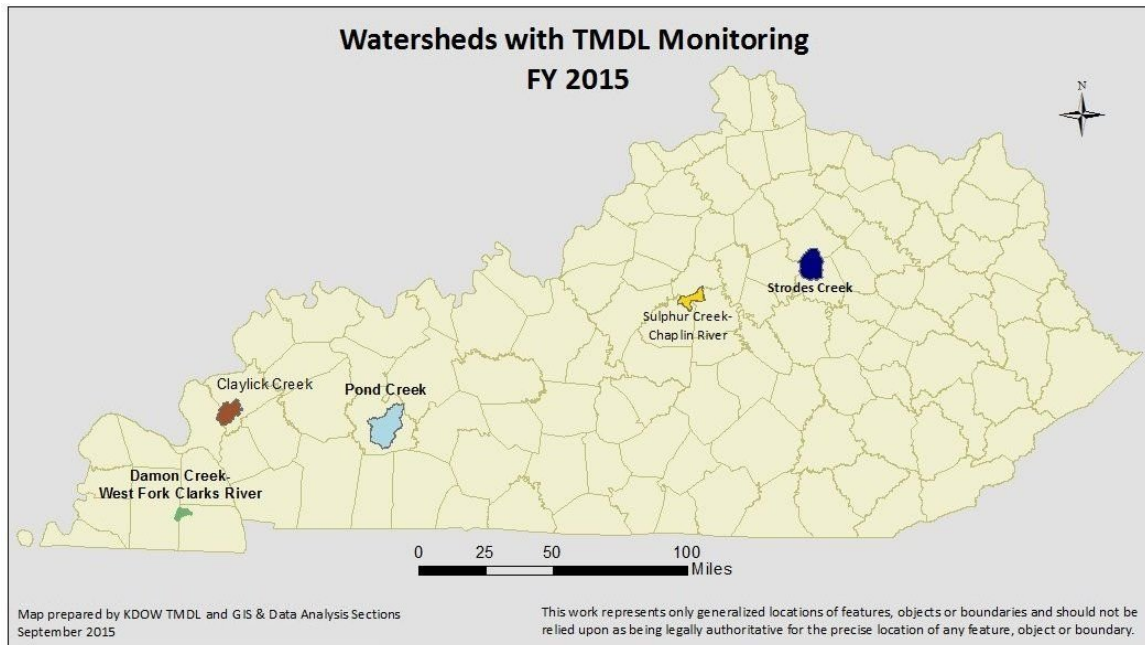 Watersheds with TMDL Monitoring
FY 2015
N
Strodes Creek
Sulphur Creek-
Chaplin River
Claylick Creek
Pond Creek
Damon Creek-
West Fork Clarks River
0 25 50 100
Miles
Map prepared by KDOW TMDL and GIS & Data Analysis Sections
September 2015
This work represents only generalized locations of features, objects or boundaries and should not be
relied upon as being legally authoritative for the precise location of any feature, object or boundary.